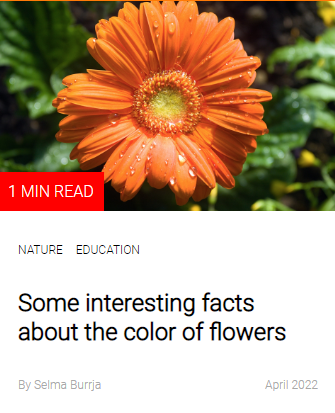 1 MIN READ
NATURE EDUCATION
Some interesting facts
about the color of flowers
By Selma Burrja April 2022